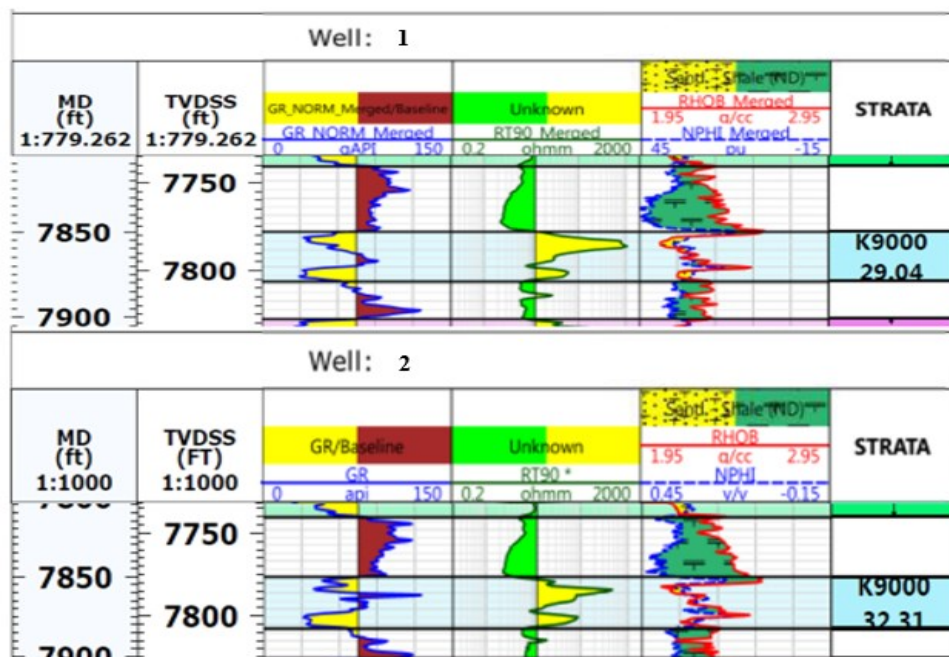 Well: 1
MD (ft) 1:779.262
TVDSS (ft) 1:779.262
GR_NORM_Merged/Baseline
GR_NORM_Merged
0 gAPI 150
Unknown
RT90_Merged
0.2 ohmm 2000
Sand Shale (ND)
RHOB_Merged
1.95 g/cc 2.95
NPHI_Merged
45 pu -15
STRATA
7850
7900
7750
7800
K9000
29.04
Well: 2
MD (ft) 1:1000
TVDSS (FT) 1:1000
GR/Baseline
GR
0 api 150
Unknown
RT90 *
0.2 ohmm 2000
Sand Shale (ND)
RHOB
1.95 g/cc 2.95
NPHI
0.45 v/v -0.15
STRATA
7850
7900
7750
7800
K9000
32.31